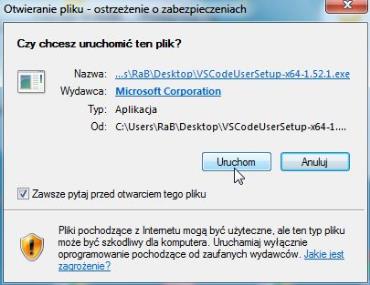 Otwieranie pliku - ostrzeżenie o zabezpieczeniach
Czy chcesz uruchomić ten plik?
Nazwa: ...s\RaB\Desktop\VSCodeUserSetup-x64-1.52.1.exe
Wydawca: Microsoft Corporation
Typ: Aplikacja
Od: C:\Users\RaB\Desktop\VSCodeUserSetup-x64-1....
Uruchom Anuluj
Zawsze pytaj przed otwarciem tego pliku
Pliki pochodzące z Internetu mogą być użyteczne, ale ten typ pliku
może być szkodliwy dla komputera. Uruchamiaj wyłącznie
oprogramowanie pochodzące od zaufanych wydawców. Jakie jest
zagrożenie?